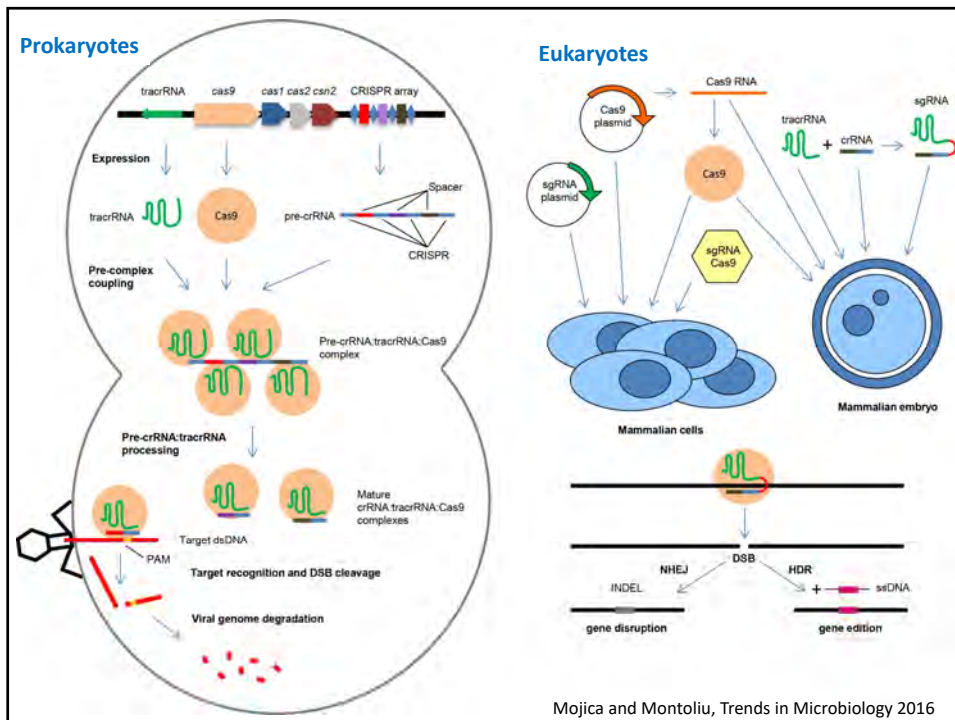 Prokaryotes
tracrRNA
cas9
cas1 cas2 csn2
CRISPR array
Expression
tracrRNA
Cas9
pre-crRNA
Spacer
CRISPR
Pre-complex
coupling
Pre-crRNA:tracrRNA:Cas9
complex
Pre-crRNA:tracrRNA
processing
Mature
crRNA:tracrRNA:Cas9
complexes
Target dsDNA
PAM
Target recognition and DSB cleavage
Viral genome degradation
Eukaryotes
Cas9
plasmid
Cas9 RNA
sgRNA
plasmid
Cas9
tracrRNA
+
crRNA
sgRNA
sgRNA
Cas9
Mammalian cells
Mammalian embryo
DSB
NHEJ
HDR
INDEL
+
ssDNA
gene disruption
gene edition
Mojica and Montoliu, Trends in Microbiology 2016